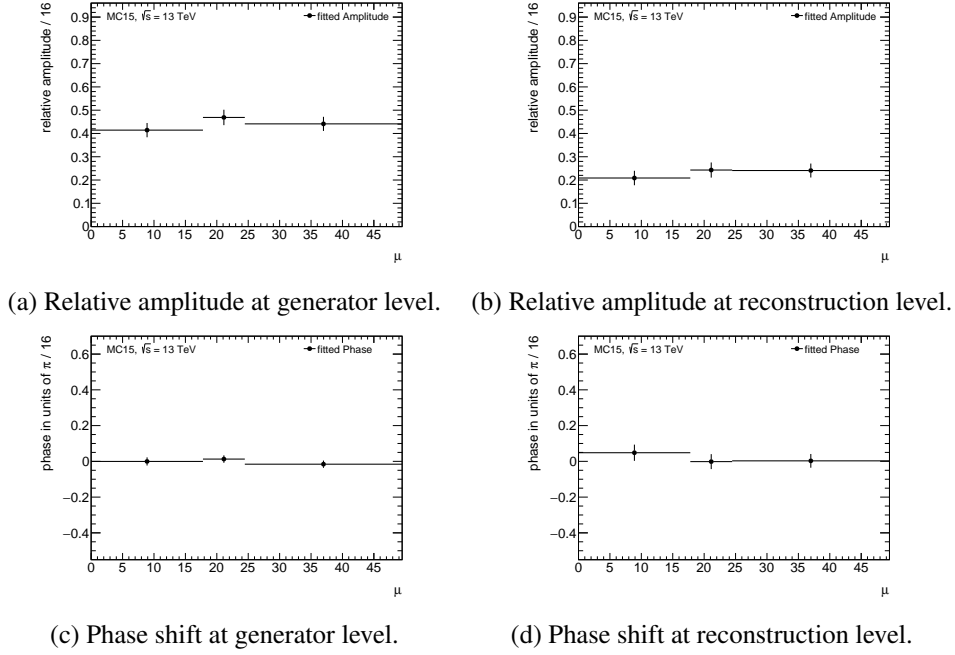 relative amplitude / 16
MC15, √s = 13 TeV
fitted Amplitude
0.9
0.8
0.7
0.6
0.5
0.4
0.3
0.2
0.1
0
0 5 10 15 20 25 30 35 40 45
μ
relative amplitude / 16
MC15, √s = 13 TeV
fitted Amplitude
0.9
0.8
0.7
0.6
0.5
0.4
0.3
0.2
0.1
0
0 5 10 15 20 25 30 35 40 45
μ
(a) Relative amplitude at generator level.
(b) Relative amplitude at reconstruction level.
phase in units of π / 16
MC15, √s = 13 TeV
fitted Phase
0.6
0.4
0.2
0
−0.2
−0.4
0 5 10 15 20 25 30 35 40 45
μ
phase in units of π / 16
MC15, √s = 13 TeV
fitted Phase
0.6
0.4
0.2
0
−0.2
−0.4
0 5 10 15 20 25 30 35 40 45
μ
(c) Phase shift at generator level.
(d) Phase shift at reconstruction level.